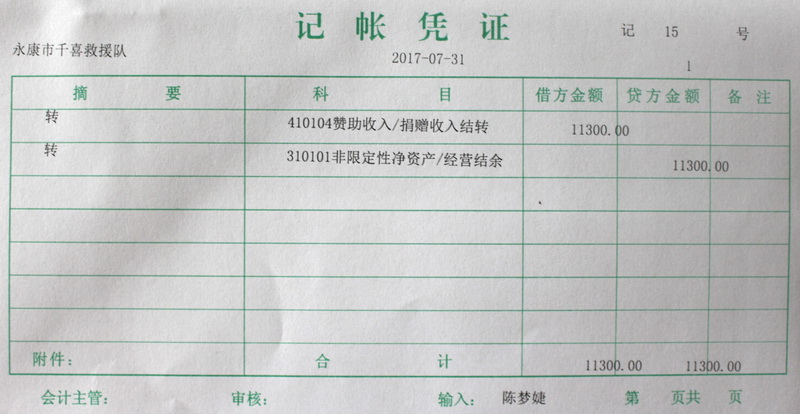 记帐凭证
记 15 号
永康市千喜救援队
2017-07-31
1
摘要 科目 借方金额 贷方金额 备注
转 410104赞助收入/捐赠收入结转 11300.00
转 310101非限定性净资产/经营结余 11300.00
附件： 合计 11300.00 11300.00
会计主管： 审核： 输入： 陈梦婕 第 页共 页